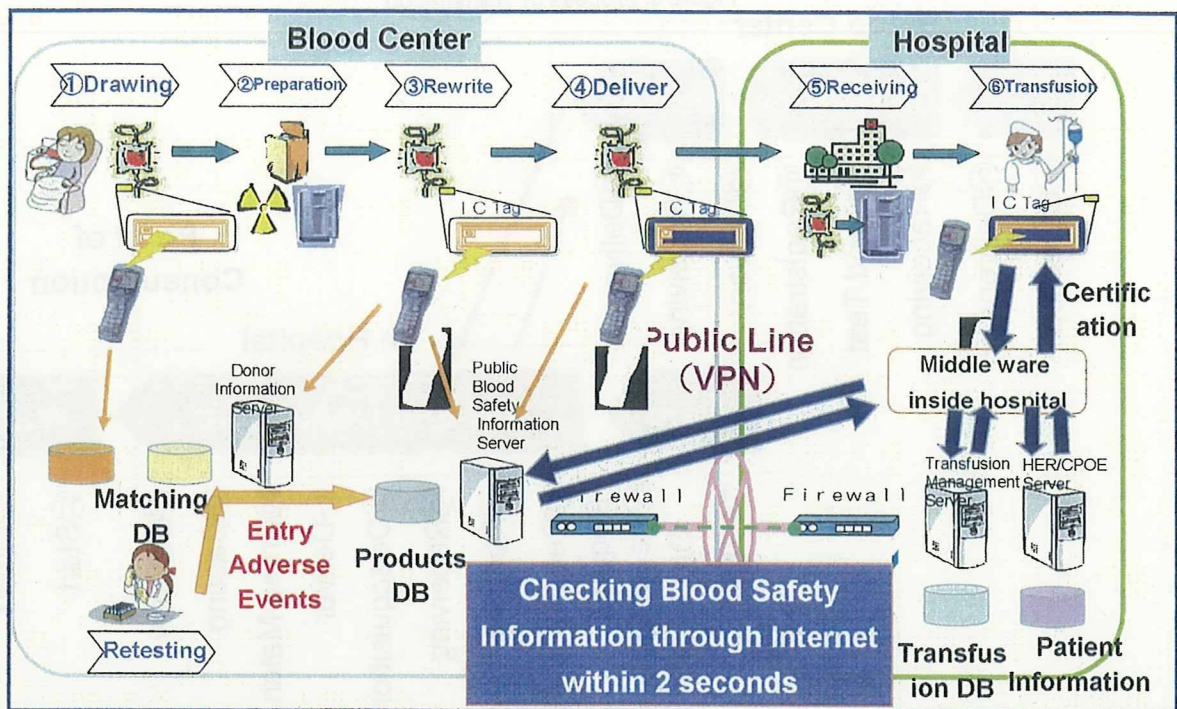 Blood Center
Hospital
①Drawing
②Preparation
③Rewrite
④Deliver
⑤Receiving
⑥Transfusion
IC Tag
IC Tag
IC Tag
Certific
ation
Public Line
(VPN)
Middle ware
inside hospital
Donor
Information
Server
Public
Blood
Safety
Information
Server
Transfusion
Management
Server
HER/CPOE
Server
Matching
DB
Entry
Adverse
Events
Products
DB
Firewall
Firewall
Checking Blood Safety
Information through Internet
within 2 seconds
Retesting
Transfus
ion DB
Patient
Information